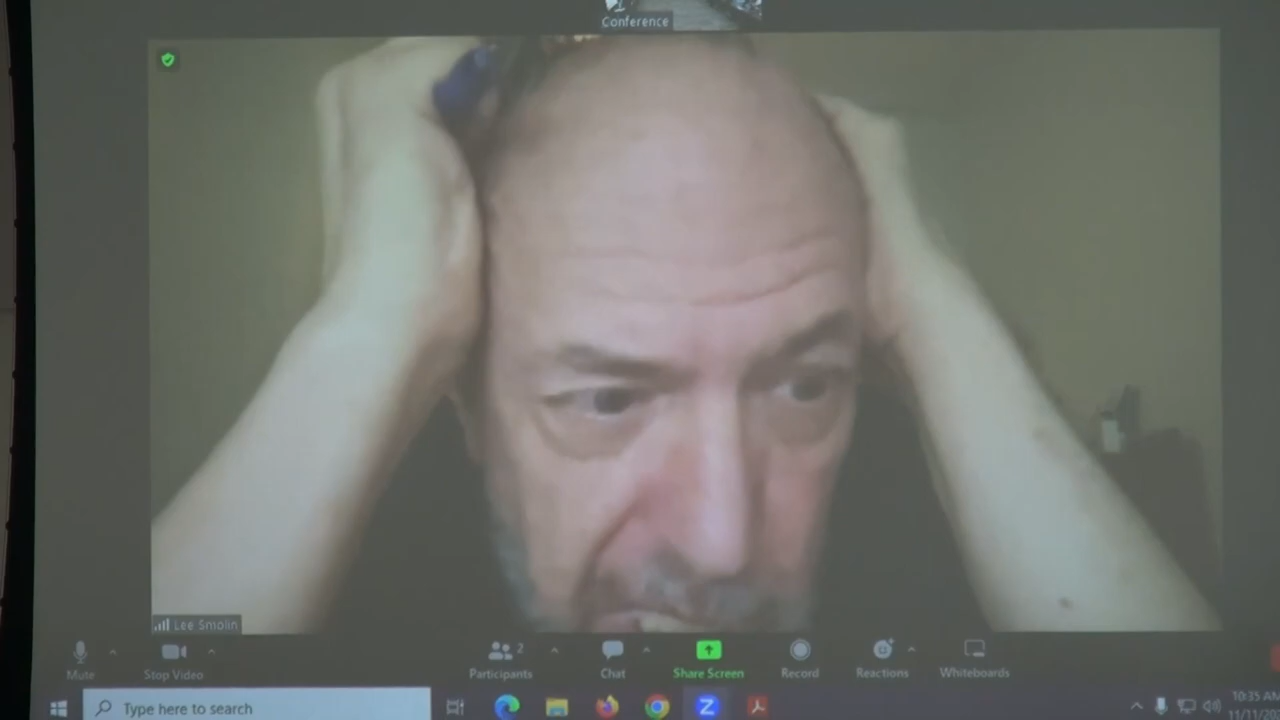 Conference
Lee Smolin
2
Mute
Stop Video
Participants
Chat
Share Screen
Record
Reactions
Whiteboards
Type here to search
10:35 AM